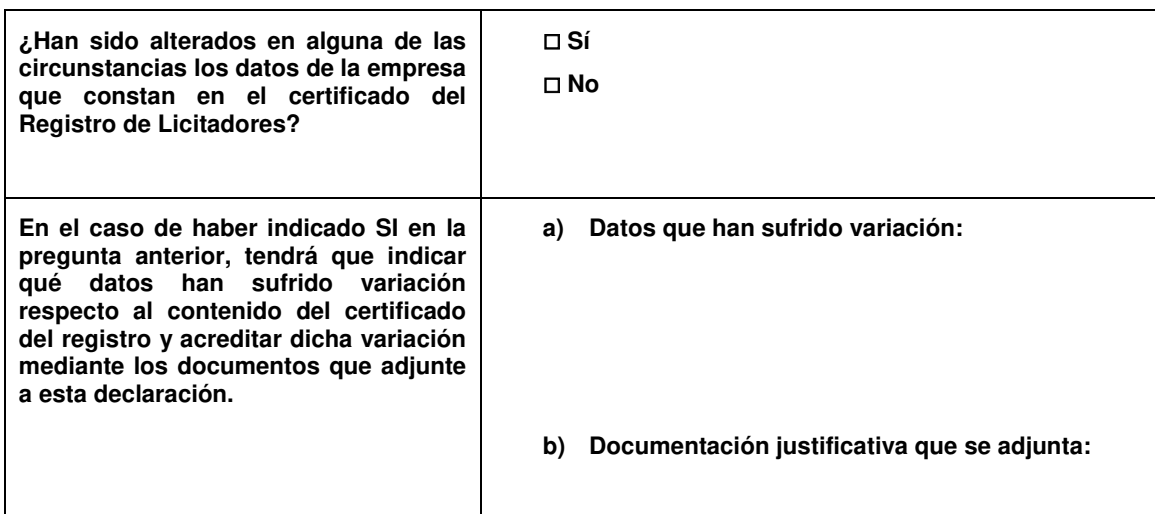 ¿Han sido alterados en alguna de las
circunstancias los datos de la empresa
que constan en el certificado del
Registro de Licitadores?
☐ Sí
☐ No
En el caso de haber indicado SI en la
pregunta anterior, tendrá que indicar
qué datos han sufrido variación
respecto al contenido del certificado
del registro y acreditar dicha variación
mediante los documentos que adjunte
a esta declaración.
a) Datos que han sufrido variación:
b) Documentación justificativa que se adjunta: